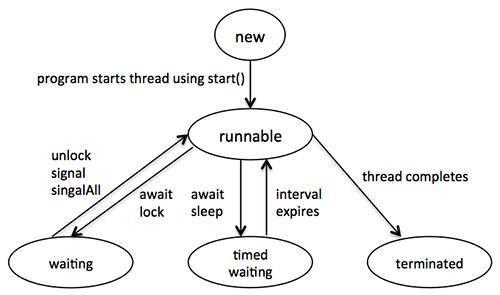 new
program starts thread using start()
runnable
unlock
signal
singalAll
await
lock
await
sleep
interval
expires
thread completes
waiting
timed
waiting
terminated